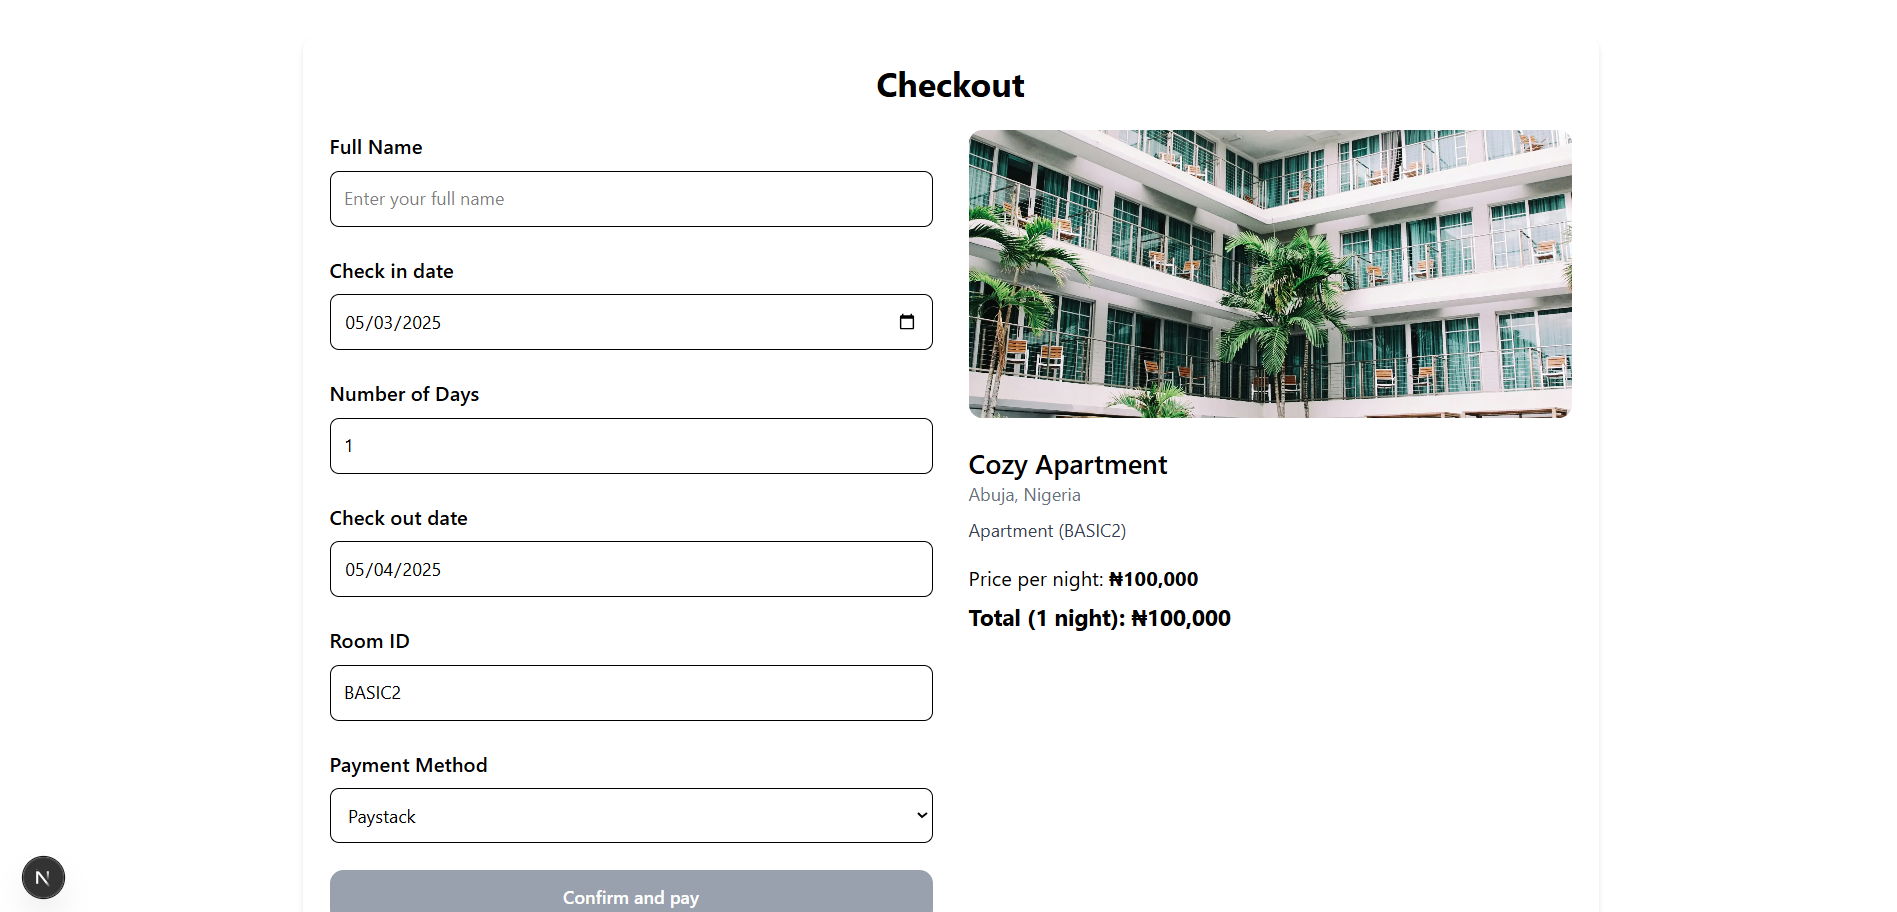 Checkout
Full Name
Enter your full name
Check in date
05/03/2025
Number of Days
1
Check out date
05/04/2025
Room ID
BASIC2
Payment Method
Paystack
Confirm and pay
Cozy Apartment
Abuja, Nigeria
Apartment (BASIC2)
Price per night: ₦100,000
Total (1 night): ₦100,000
N